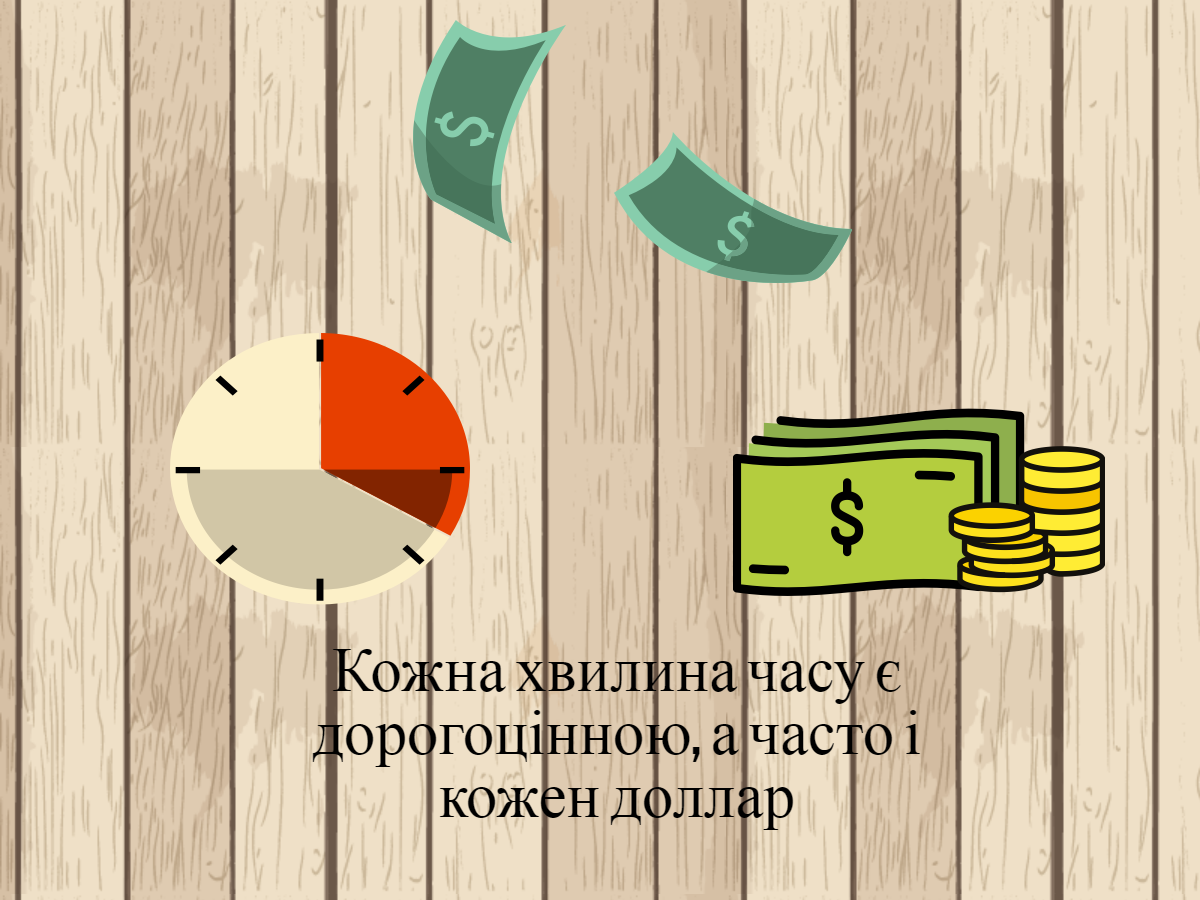 Кожна хвилина часу є
дорогоцінною, а часто і
кожен доллар